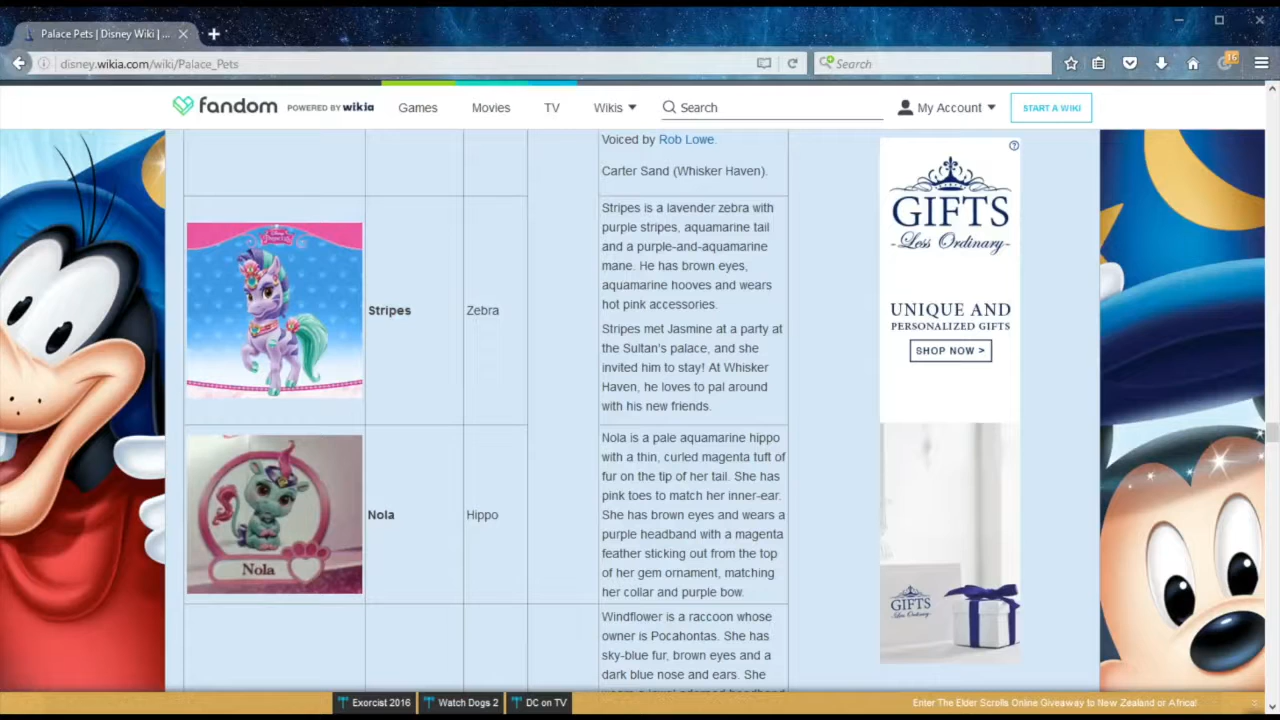 Palace Pets | Disney Wiki | ...
disney.wikia.com/wiki/Palace_Pets
Search
16
fandom POWERED BY wikia
Games Movies TV Wikis Search My Account START A WIKI
Voiced by Rob Lowe.
Carter Sand (Whisker Haven).
Stripes
Zebra
Stripes is a lavender zebra with
purple stripes, aquamarine tail
and a purple-and-aquamarine
mane. He has brown eyes,
aquamarine hooves and wears
hot pink accessories.
Stripes met Jasmine at a party at
the Sultan's palace, and she
invited him to stay! At Whisker
Haven, he loves to pal around
with his new friends.
Nola
Nola
Hippo
Nola is a pale aquamarine hippo
with a thin, curled magenta tuft of
fur on the tip of her tail. She has
pink toes to match her inner-ear.
She has brown eyes and wears a
purple headband with a magenta
feather sticking out from the top
of her gem ornament, matching
her collar and purple bow.
Windflower is a raccoon whose
owner is Pocahontas. She has
sky-blue fur, brown eyes and a
dark blue nose and ears. She
GIFTS
-Less Ordinary-
UNIQUE AND
PERSONALIZED GIFTS
SHOP NOW >
GIFTS
Less Ordinary
Exorcist 2016 Watch Dogs 2 DC on TV
Enter The Elder Scrolls Online Giveaway to New Zealand or Africa!